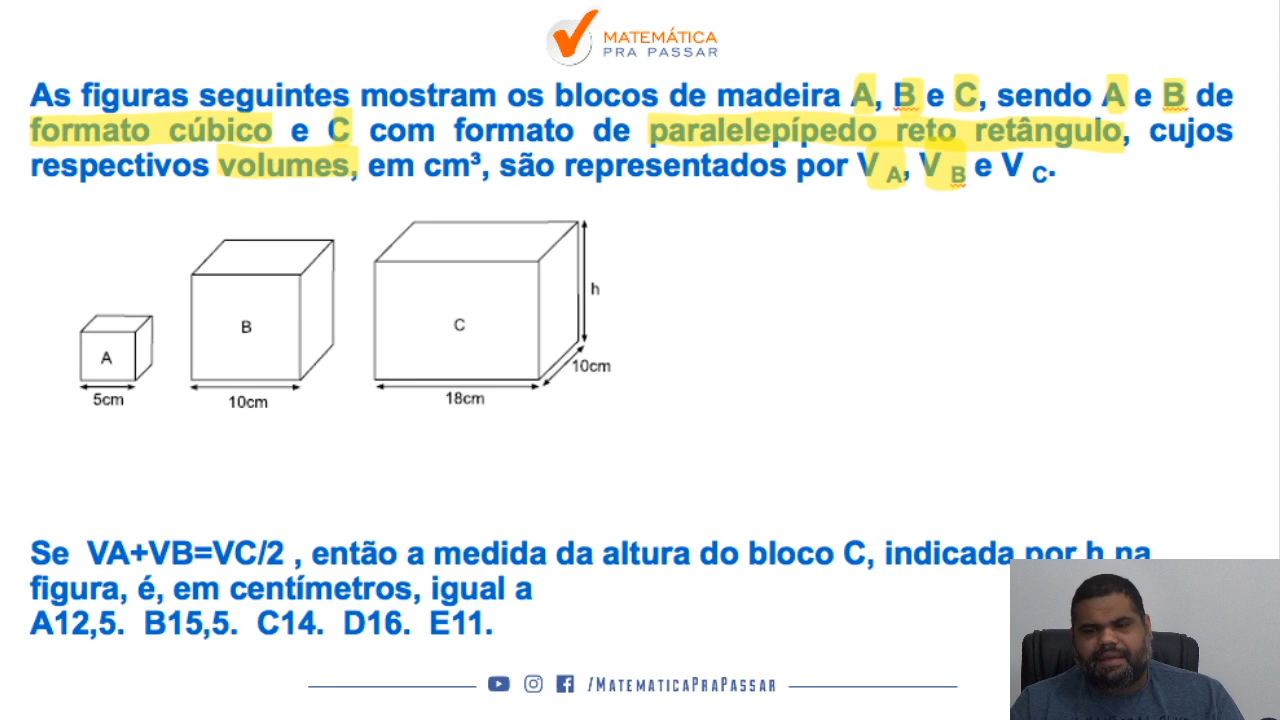 MATEMÁTICA
PRA PASSAR
As figuras seguintes mostram os blocos de madeira A, B e C, sendo A e B de
formato cúbico e C com formato de paralelepípedo reto retângulo, cujos
respectivos volumes, em cm³, são representados por V A, V B e V C.
A
5cm
B
10cm
C
h
10cm
18cm
Se VA+VB=VC/2 , então a medida da altura do bloco C, indicada por h na
figura, é, em centímetros, igual a
A12,5. B15,5. C14. D16. E11.
/MATEMATICAPRAPASSAR